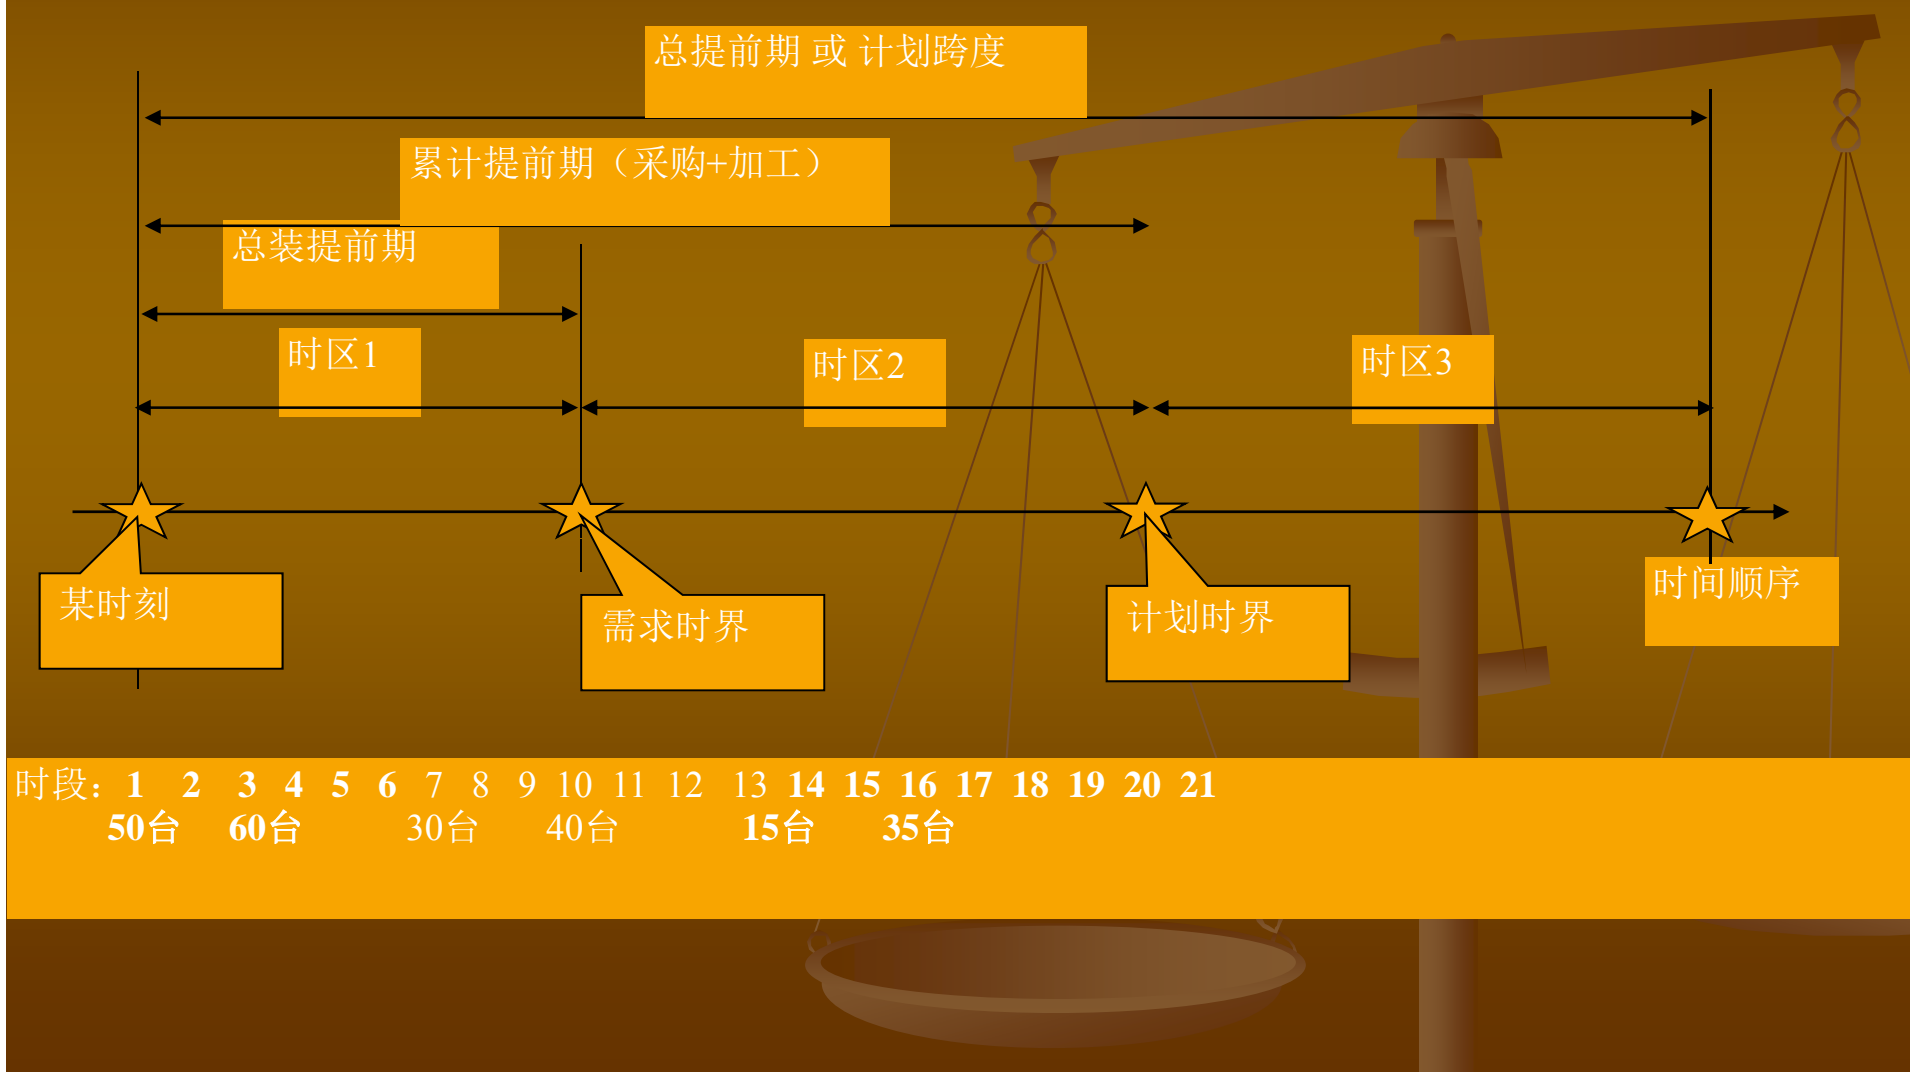 总提前期 或 计划跨度
累计提前期（采购+加工）
总装提前期
时区1
时区2
时区3
某时刻
需求时界
计划时界
时间顺序
时段：1 2 3 4 5 6 7 8 9 10 11 12 13 14 15 16 17 18 19 20 21
50台 60台 30台 40台 15台 35台